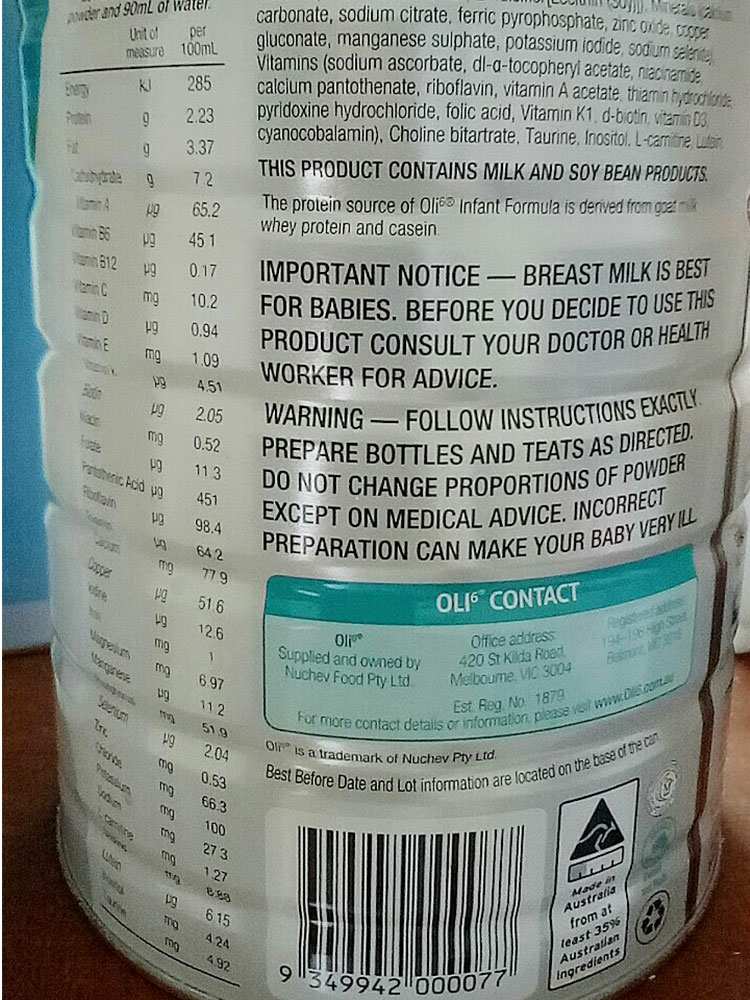 powder and 90mL of water.
Unit of measure per 100mL
Energy kJ 285
Protein g 2.23
Fat g 3.37
Carbohydrate g 7.2
Vitamin A µg 65.2
Vitamin B6 µg 45.1
Vitamin B12 µg 0.17
Vitamin C mg 10.2
Vitamin D µg 0.94
Vitamin E mg 1.09
µg 4.51
Biotin µg 2.05
Niacin mg 0.52
Folate µg 11.3
Pantothenic Acid µg 451
Riboflavin µg 98.4
µg 64.2
Calcium mg 77.9
Copper µg 51.6
Iodine µg 12.6
mg 1
Magnesium mg 6.97
Manganese µg 11.2
mg 51.9
Selenium µg 2.04
Zinc mg 0.53
Chloride mg 66.3
Potassium mg 100
Sodium mg 27.3
mg 1.27
mg 8.88
Lutein µg 6.15
mg 4.24
Taurine mg 4.92
carbonate, sodium citrate, ferric pyrophosphate, zinc oxide, copper
gluconate, manganese sulphate, potassium iodide, sodium selenite),
Vitamins (sodium ascorbate, dl-α-tocopheryl acetate, niacinamide,
calcium pantothenate, riboflavin, vitamin A acetate, thiamin hydrochloride,
pyridoxine hydrochloride, folic acid, Vitamin K1, d-biotin, vitamin D3,
cyanocobalamin), Choline bitartrate, Taurine, Inositol, L-carnitine, Lutein
THIS PRODUCT CONTAINS MILK AND SOY BEAN PRODUCTS.
The protein source of Oli⁶® Infant Formula is derived from goat milk
whey protein and casein
IMPORTANT NOTICE — BREAST MILK IS BEST
FOR BABIES. BEFORE YOU DECIDE TO USE THIS
PRODUCT CONSULT YOUR DOCTOR OR HEALTH
WORKER FOR ADVICE.
WARNING — FOLLOW INSTRUCTIONS EXACTLY.
PREPARE BOTTLES AND TEATS AS DIRECTED.
DO NOT CHANGE PROPORTIONS OF POWDER
EXCEPT ON MEDICAL ADVICE. INCORRECT
PREPARATION CAN MAKE YOUR BABY VERY ILL
OLI⁶® CONTACT
Oli⁶®
Supplied and owned by
Nuchev Food Pty Ltd.
Office address:
420 St Kilda Road,
Melbourne, VIC 3004
Registered address:
Est. Reg. No. 1879
For more contact details or information, please visit www.Oli6.com.au
Oli⁶® is a trademark of Nuchev Pty Ltd.
Best Before Date and Lot information are located on the base of the can.
9 349942 000077
Made in
Australia
from at
least 35%
Australian
ingredients